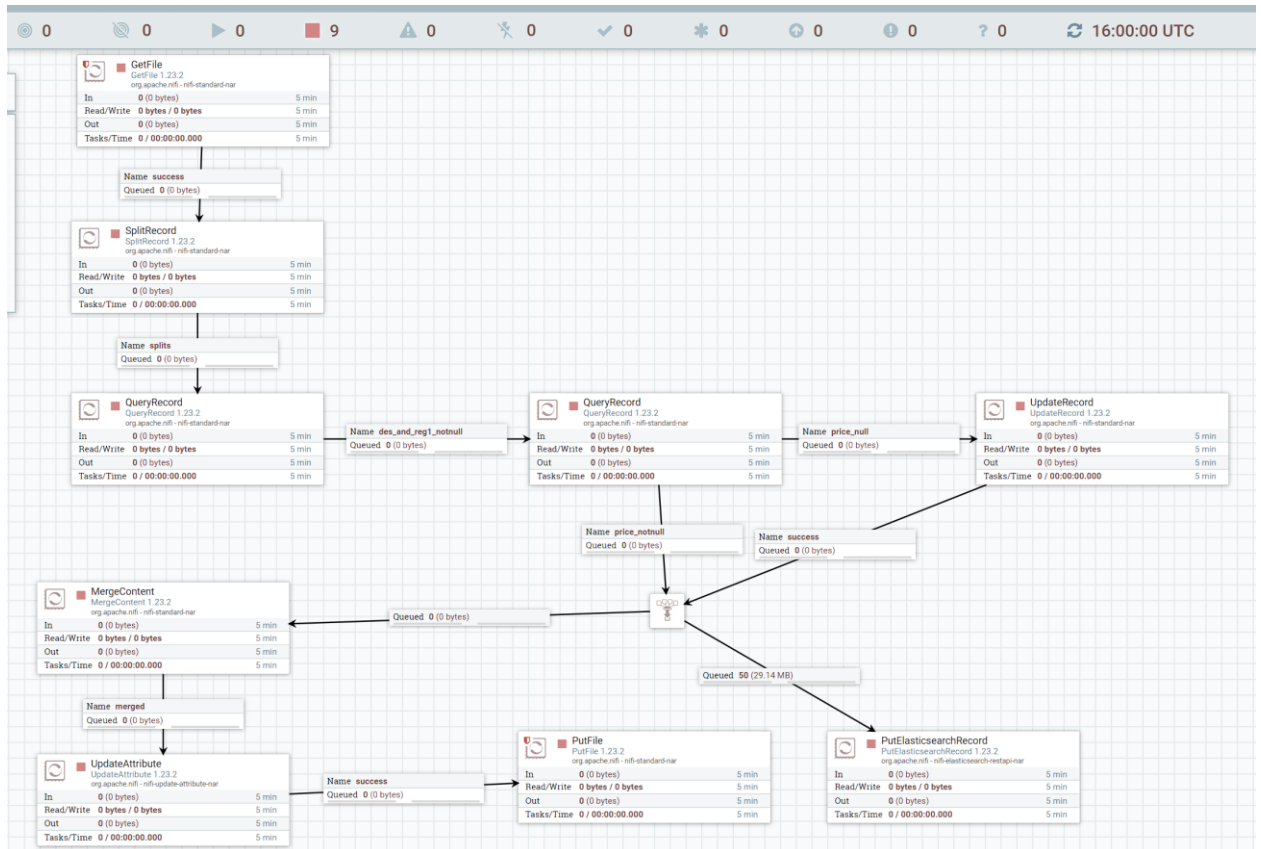 0 0 0 9 0 0 0 0 0 0 ? 0 16:00:00 UTC
GetFile
GetFile 1.23.2
org.apache.nifi - nifi-standard-nar
In 0 (0 bytes) 5 min
Read/Write 0 bytes / 0 bytes 5 min
Out 0 (0 bytes) 5 min
Tasks/Time 0 / 00:00:00.000 5 min
Name success
Queued 0 (0 bytes)
SplitRecord
SplitRecord 1.23.2
org.apache.nifi - nifi-standard-nar
In 0 (0 bytes) 5 min
Read/Write 0 bytes / 0 bytes 5 min
Out 0 (0 bytes) 5 min
Tasks/Time 0 / 00:00:00.000 5 min
Name splits
Queued 0 (0 bytes)
QueryRecord
QueryRecord 1.23.2
org.apache.nifi - nifi-standard-nar
In 0 (0 bytes) 5 min
Read/Write 0 bytes / 0 bytes 5 min
Out 0 (0 bytes) 5 min
Tasks/Time 0 / 00:00:00.000 5 min
Name des_and_reg1_notnull
Queued 0 (0 bytes)
QueryRecord
QueryRecord 1.23.2
org.apache.nifi - nifi-standard-nar
In 0 (0 bytes) 5 min
Read/Write 0 bytes / 0 bytes 5 min
Out 0 (0 bytes) 5 min
Tasks/Time 0 / 00:00:00.000 5 min
Name price_null
Queued 0 (0 bytes)
UpdateRecord
UpdateRecord 1.23.2
org.apache.nifi - nifi-standard-nar
In 0 (0 bytes) 5 min
Read/Write 0 bytes / 0 bytes 5 min
Out 0 (0 bytes) 5 min
Tasks/Time 0 / 00:00:00.000 5 min
Name price_notnull
Queued 0 (0 bytes)
Name success
Queued 0 (0 bytes)
MergeContent
MergeContent 1.23.2
org.apache.nifi - nifi-standard-nar
In 0 (0 bytes) 5 min
Read/Write 0 bytes / 0 bytes 5 min
Out 0 (0 bytes) 5 min
Tasks/Time 0 / 00:00:00.000 5 min
Queued 0 (0 bytes)
Queued 50 (29.14 MB)
Name merged
Queued 0 (0 bytes)
UpdateAttribute
UpdateAttribute 1.23.2
org.apache.nifi - nifi-update-attribute-nar
In 0 (0 bytes) 5 min
Read/Write 0 bytes / 0 bytes 5 min
Out 0 (0 bytes) 5 min
Tasks/Time 0 / 00:00:00.000 5 min
Name success
Queued 0 (0 bytes)
PutFile
PutFile 1.23.2
org.apache.nifi - nifi-standard-nar
In 0 (0 bytes) 5 min
Read/Write 0 bytes / 0 bytes 5 min
Out 0 (0 bytes) 5 min
Tasks/Time 0 / 00:00:00.000 5 min
PutElasticsearchRecord
PutElasticsearchRecord 1.23.2
org.apache.nifi - nifi-elasticsearch-restapi-nar
In 0 (0 bytes) 5 min
Read/Write 0 bytes / 0 bytes 5 min
Out 0 (0 bytes) 5 min
Tasks/Time 0 / 00:00:00.000 5 min